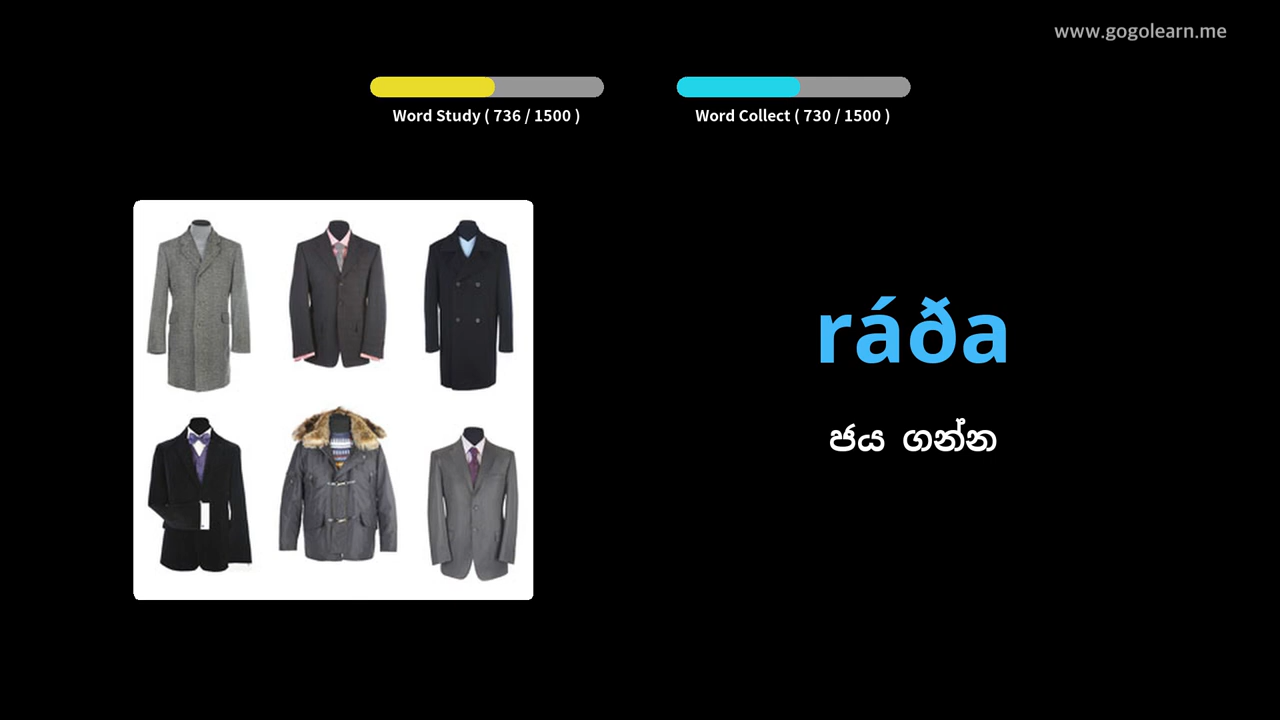 www.gogolearn.me
Word Study ( 736 / 1500 )
Word Collect ( 730 / 1500 )
ráða
ජය ගන්න